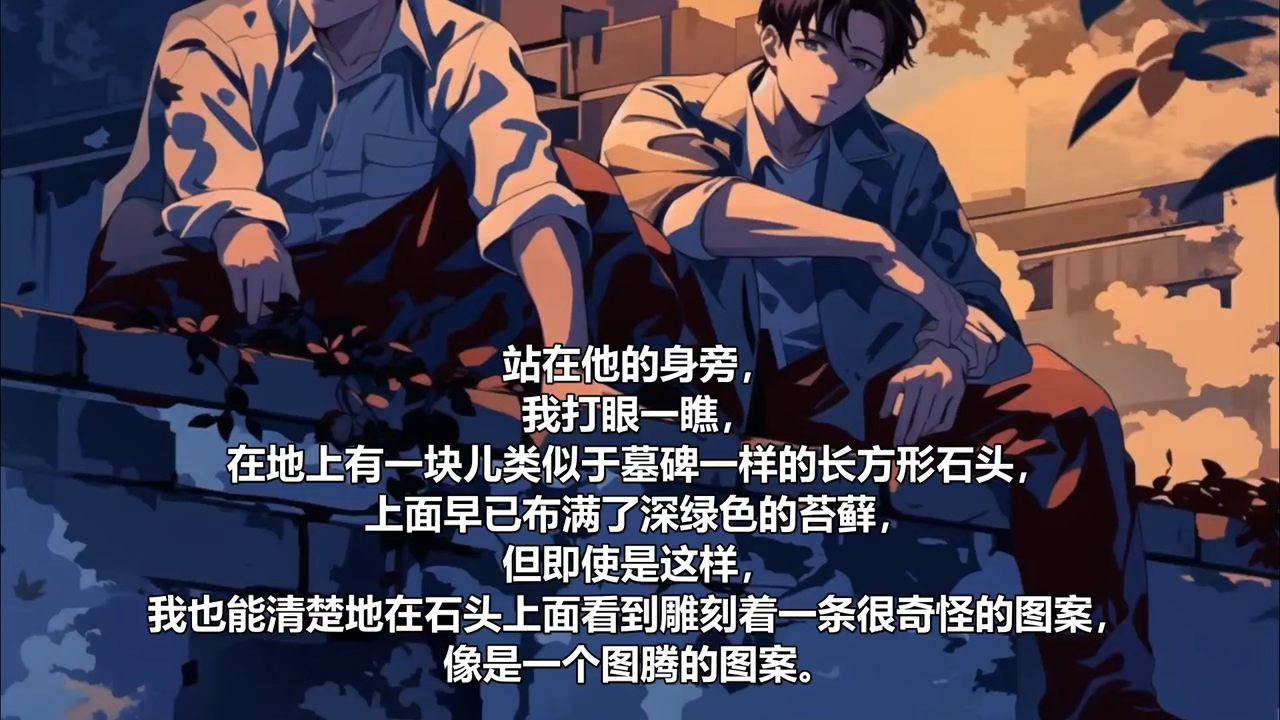 站在他的身旁，
我打眼一瞧，
在地上有一块儿类似于墓碑一样的长方形石头，
上面早已布满了深绿色的苔藓，
但即使是这样，
我也能清楚地在石头上面看到雕刻着一条很奇怪的图案，
像是一个图腾的图案。